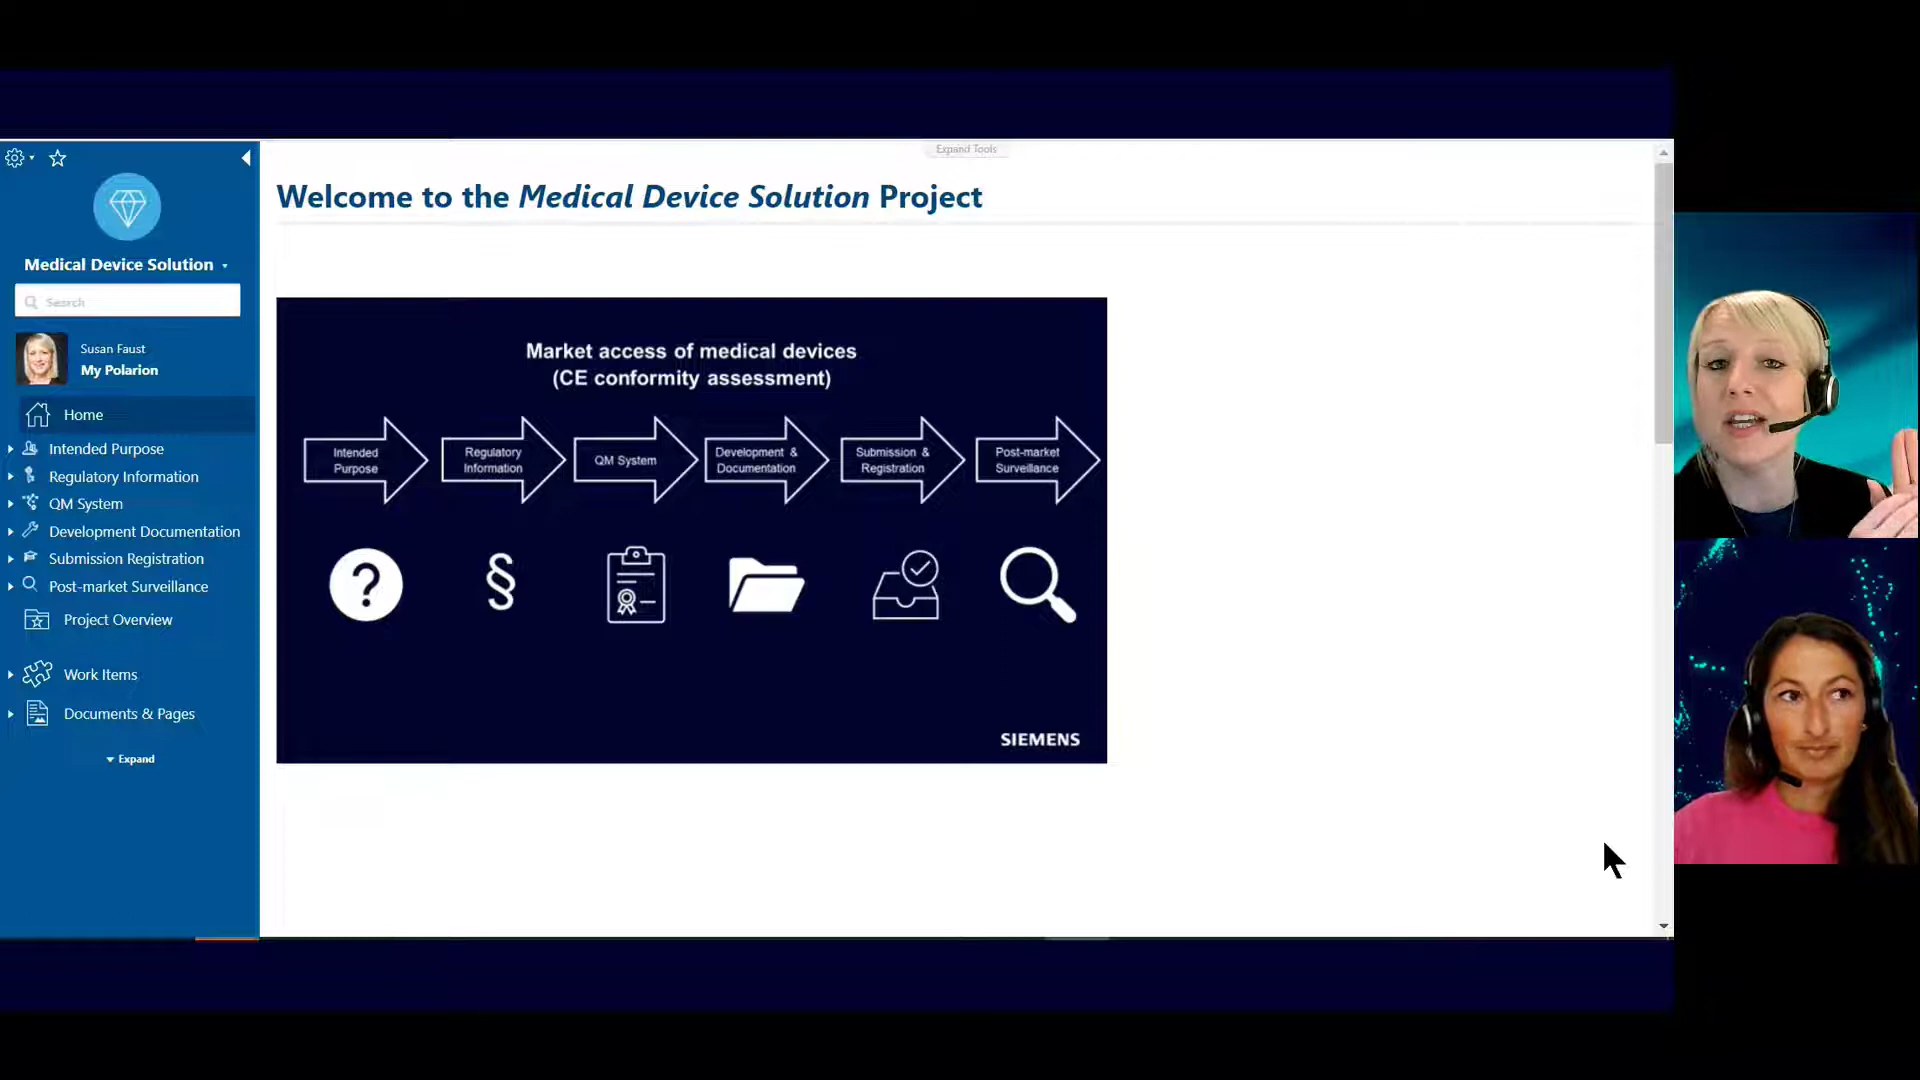 Expand Tools
Welcome to the Medical Device Solution Project
Medical Device Solution
Search
Susan Faust
My Polarion
Home
Intended Purpose
Regulatory Information
QM System
Development Documentation
Submission Registration
Post-market Surveillance
Project Overview
Work Items
Documents & Pages
Expand
Market access of medical devices
(CE conformity assessment)
Intended
Purpose
Regulatory
Information
QM System
Development &
Documentation
Submission &
Registration
Post-market
Surveillance
?
§
SIEMENS